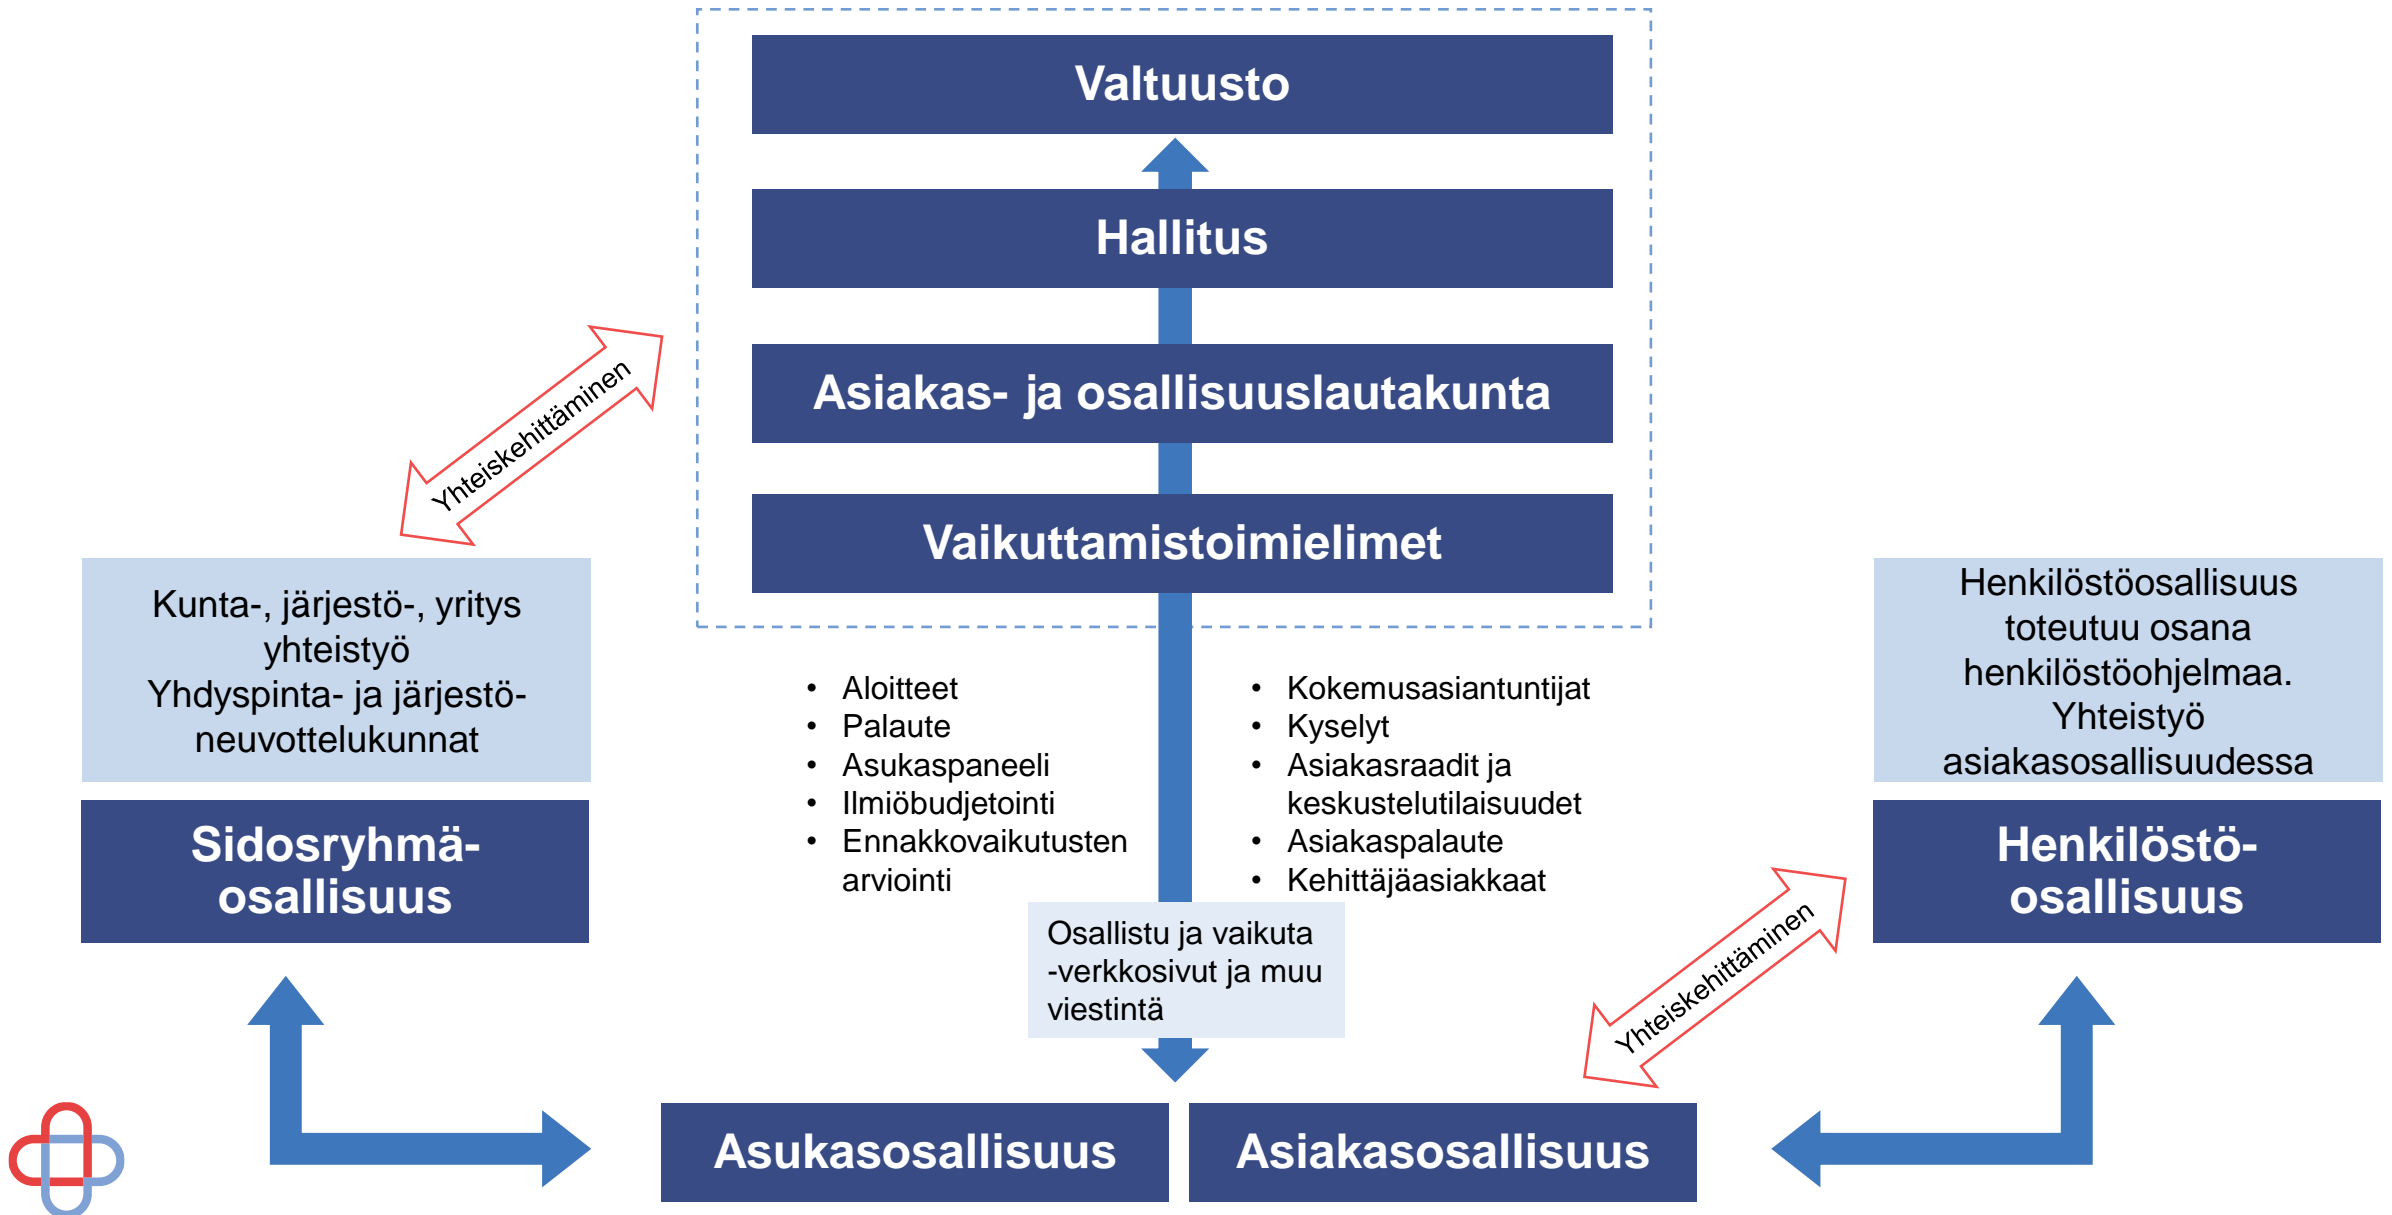 Valtuusto
Hallitus
Asiakas- ja osallisuuslautakunta
Vaikuttamistoimielimet
Yhteiskehittäminen
Kunta-, järjestö-, yritys
yhteistyö
Yhdyspinta- ja järjestö-
neuvottelukunnat
Sidosryhmä-
osallisuus
• Aloitteet
• Palaute
• Asukaspaneeli
• Ilmiöbudjetointi
• Ennakkovaikutusten
arviointi
• Kokemusasiantuntijat
• Kyselyt
• Asiakasraadit ja
keskustelutilaisuudet
• Asiakaspalaute
• Kehittäjäasiakkaat
Osallistu ja vaikuta
-verkkosivut ja muu
viestintä
Henkilöstöosallisuus
toteutuu osana
henkilöstöohjelmaa.
Yhteistyö
asiakasosallisuudessa
Henkilöstö-
osallisuus
Yhteiskehittäminen
Asukasosallisuus
Asiakasosallisuus